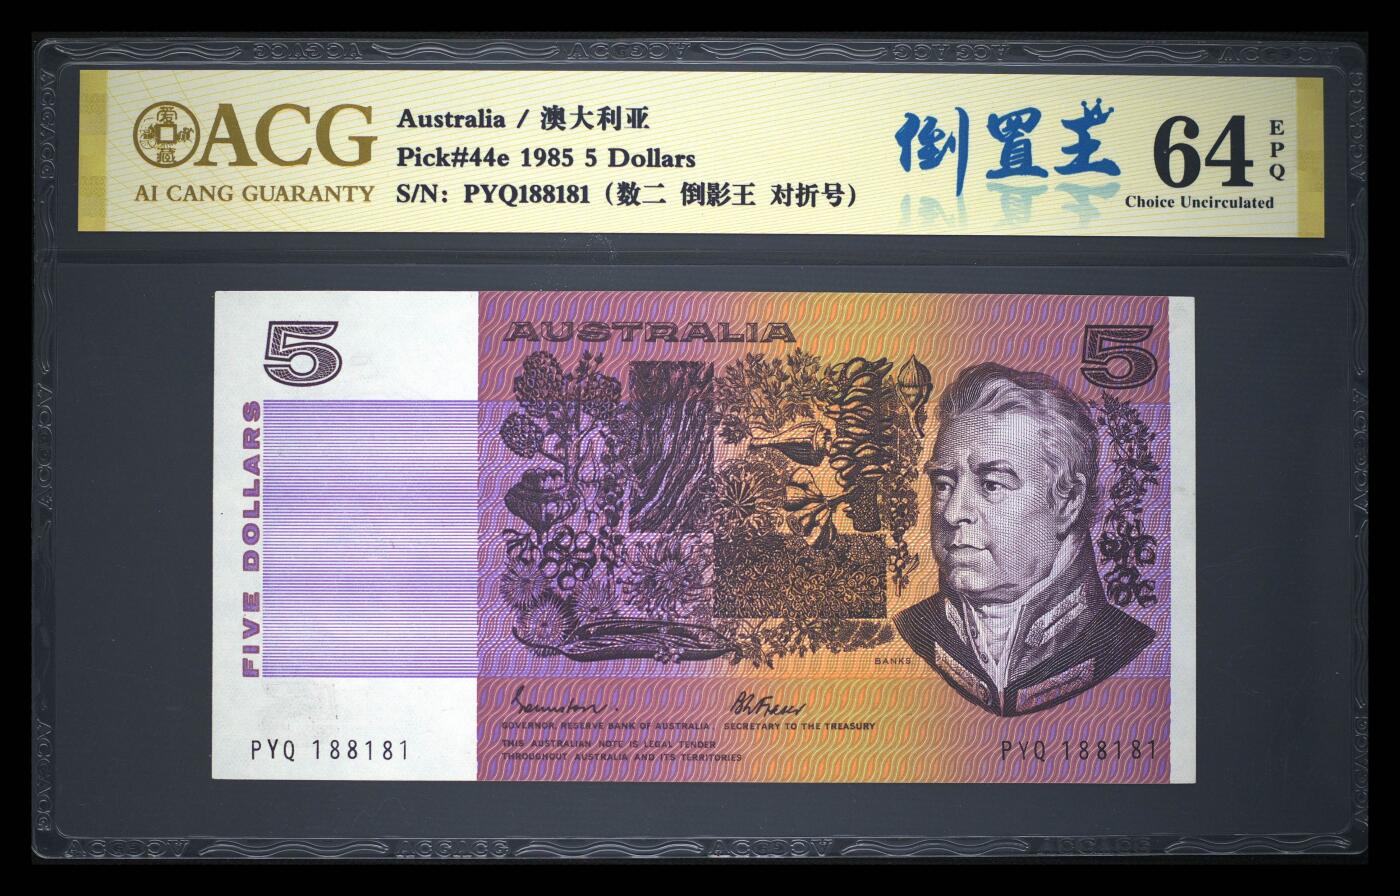 ACG
AI CANG GUARANTY
爱藏
Australia / 澳大利亚
Pick#44e 1985 5 Dollars
S/N: PYQ188181 (数二 倒影王 对折号)
倒置王
64 EPQ
Choice Uncirculated
5
AUSTRALIA
5
FIVE DOLLARS
BANKS
GOVERNOR, RESERVE BANK OF AUSTRALIA
SECRETARY TO THE TREASURY
THIS AUSTRALIAN NOTE IS LEGAL TENDER
THROUGHOUT AUSTRALIA AND ITS TERRITORIES
PYQ 188181
PYQ 188181